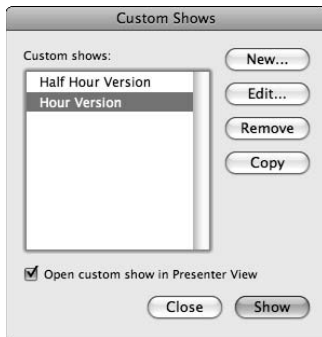 Custom Shows
Custom shows:
Half Hour Version
Hour Version
New...
Edit...
Remove
Copy
Open custom show in Presenter View
Close
Show